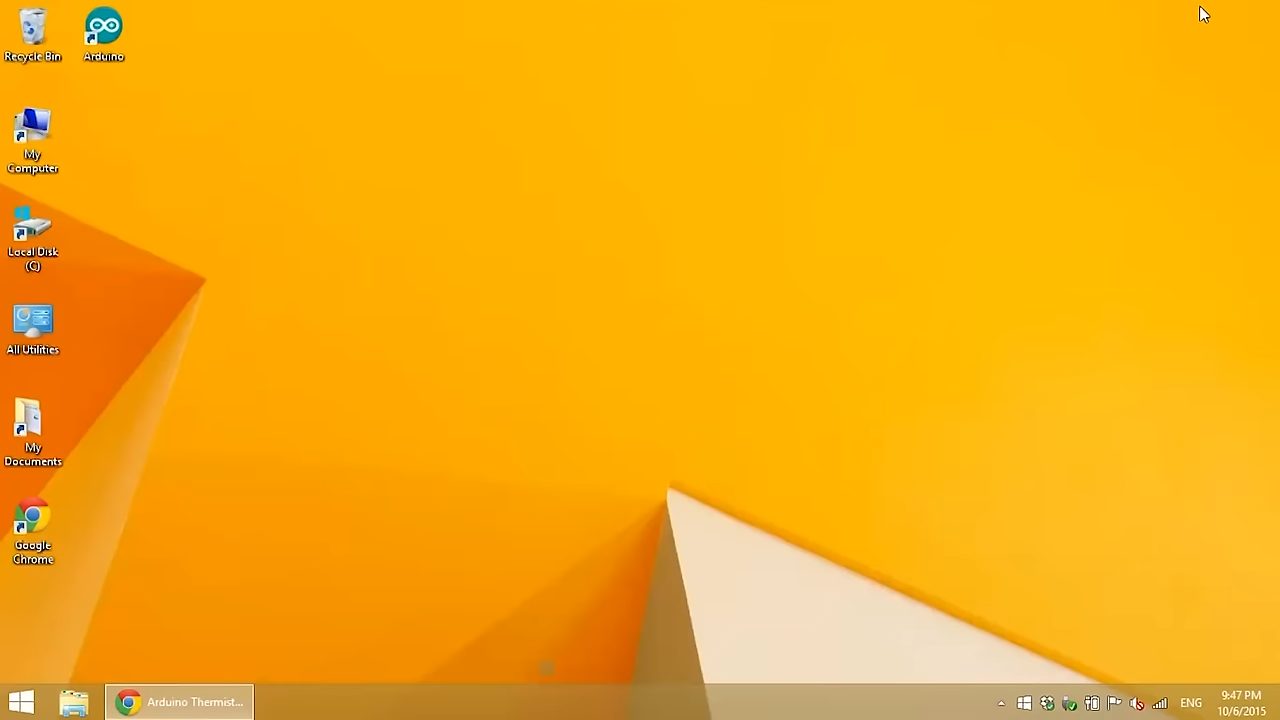 Recycle Bin
Arduino
My
Computer
Local Disk
(C)
All Utilities
My
Documents
Google
Chrome
Arduino Thermist...
ENG
9:47 PM
10/6/2015